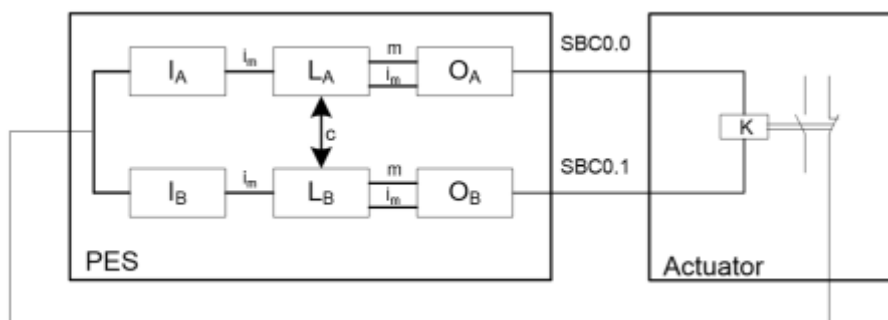 I_A i_m L_A m i_m O_A SBC0.0
c K
I_B i_m L_B m i_m O_B SBC0.1
PES Actuator